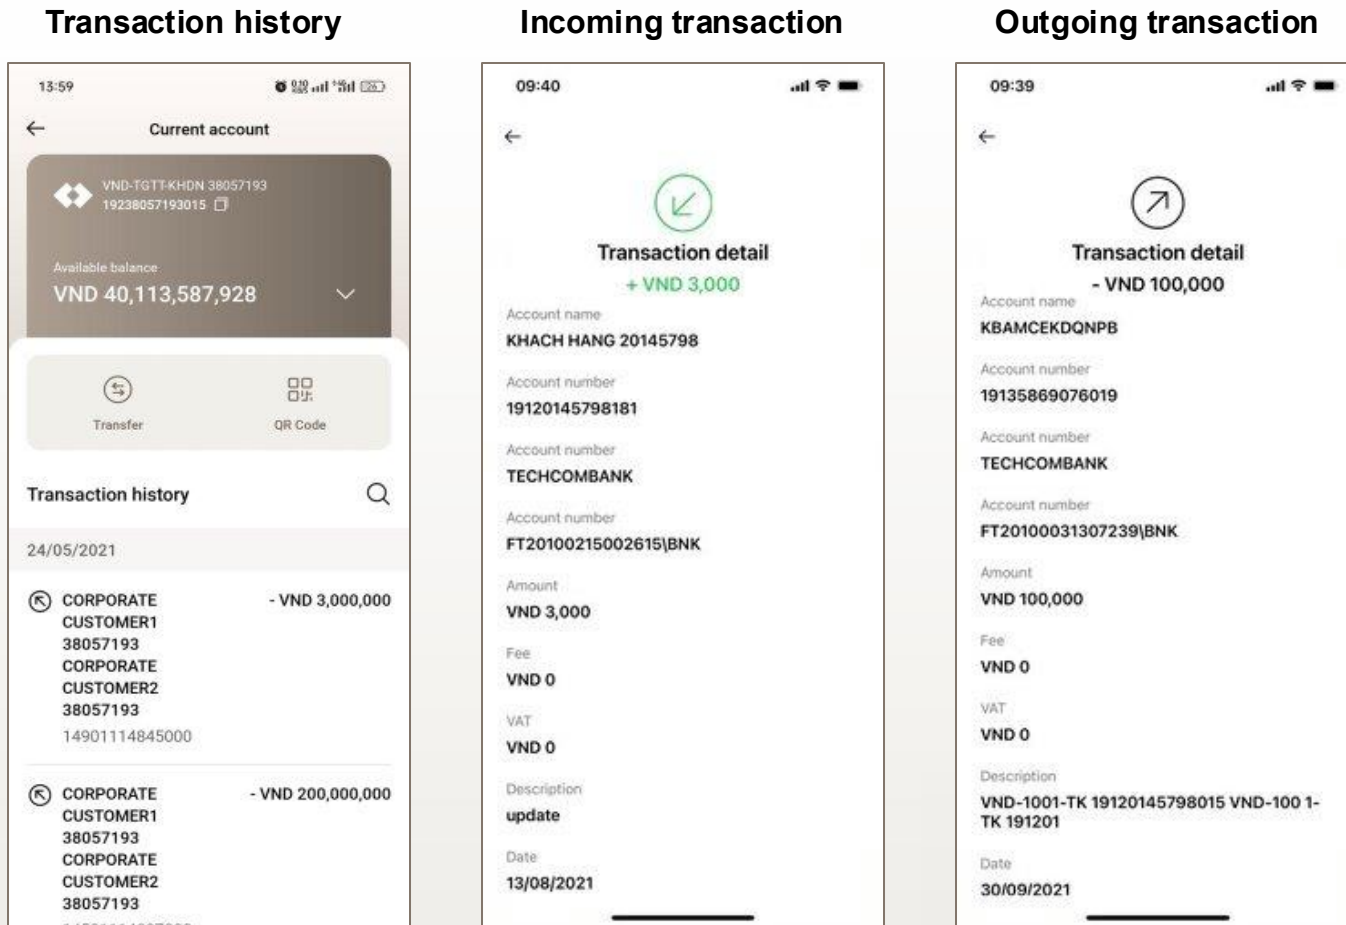 Transaction history
13:59
Current account
VND-TGTT-KHDN 38057193
19238057193015
Available balance
VND 40,113,587,928
Transfer
QR Code
Transaction history
24/05/2021
CORPORATE - VND 3,000,000
CUSTOMER1
38057193
CORPORATE
CUSTOMER2
38057193
14901114845000
CORPORATE - VND 200,000,000
CUSTOMER1
38057193
CORPORATE
CUSTOMER2
38057193
Incoming transaction
09:40
Transaction detail
+ VND 3,000
Account name
KHACH HANG 20145798
Account number
19120145798181
Account number
TECHCOMBANK
Account number
FT20100215002615\BNK
Amount
VND 3,000
Fee
VND 0
VAT
VND 0
Description
update
Date
13/08/2021
Outgoing transaction
09:39
Transaction detail
- VND 100,000
Account name
KBAMCEKDQNPB
Account number
19135869076019
Account number
TECHCOMBANK
Account number
FT20100031307239\BNK
Amount
VND 100,000
Fee
VND 0
VAT
VND 0
Description
VND-1001-TK 19120145798015 VND-100 1-
TK 191201
Date
30/09/2021